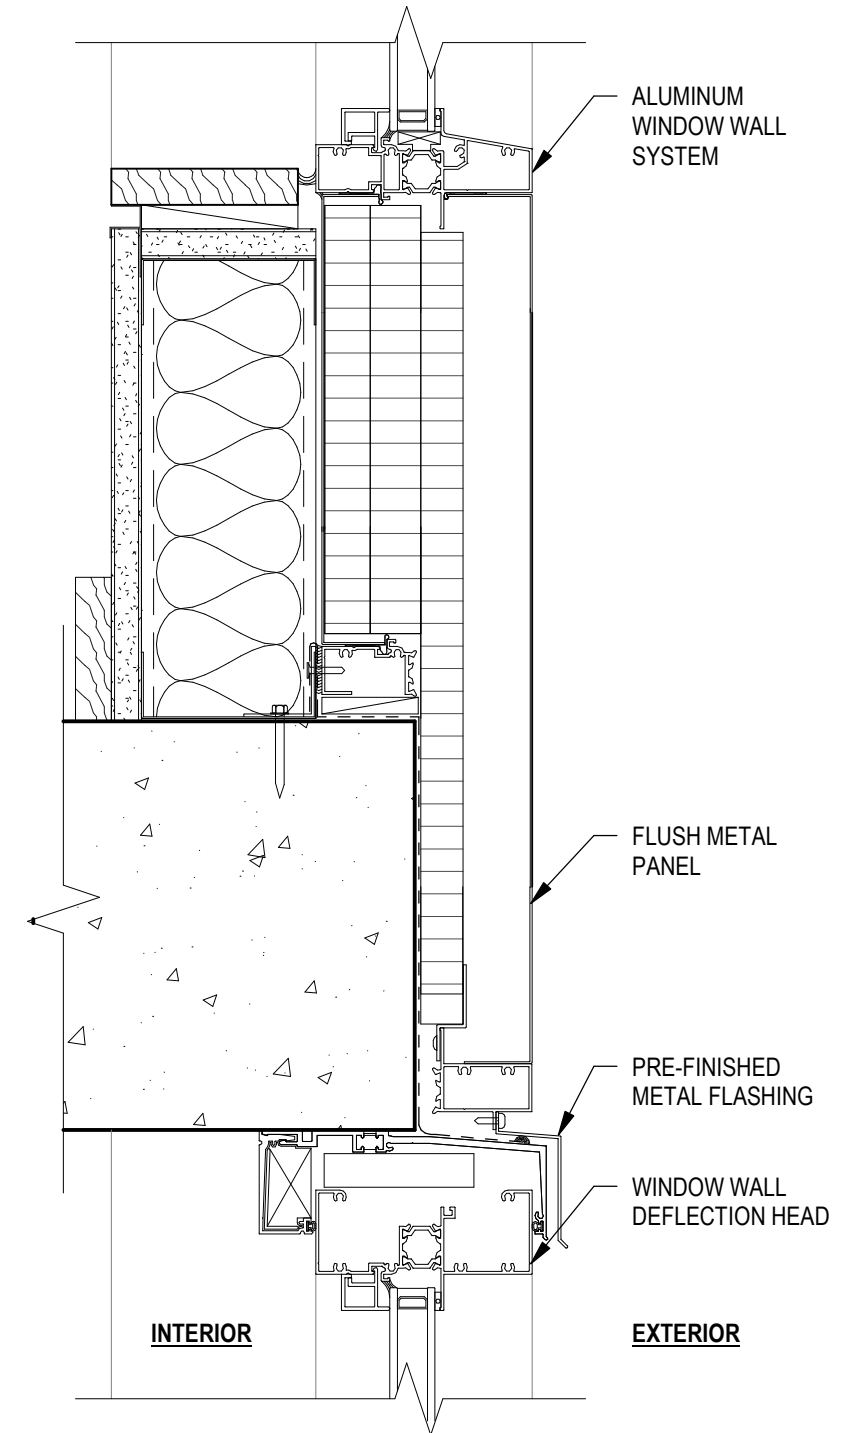 ALUMINUM
WINDOW WALL
SYSTEM
FLUSH METAL
PANEL
PRE-FINISHED
METAL FLASHING
WINDOW WALL
DEFLECTION HEAD
INTERIOR
EXTERIOR